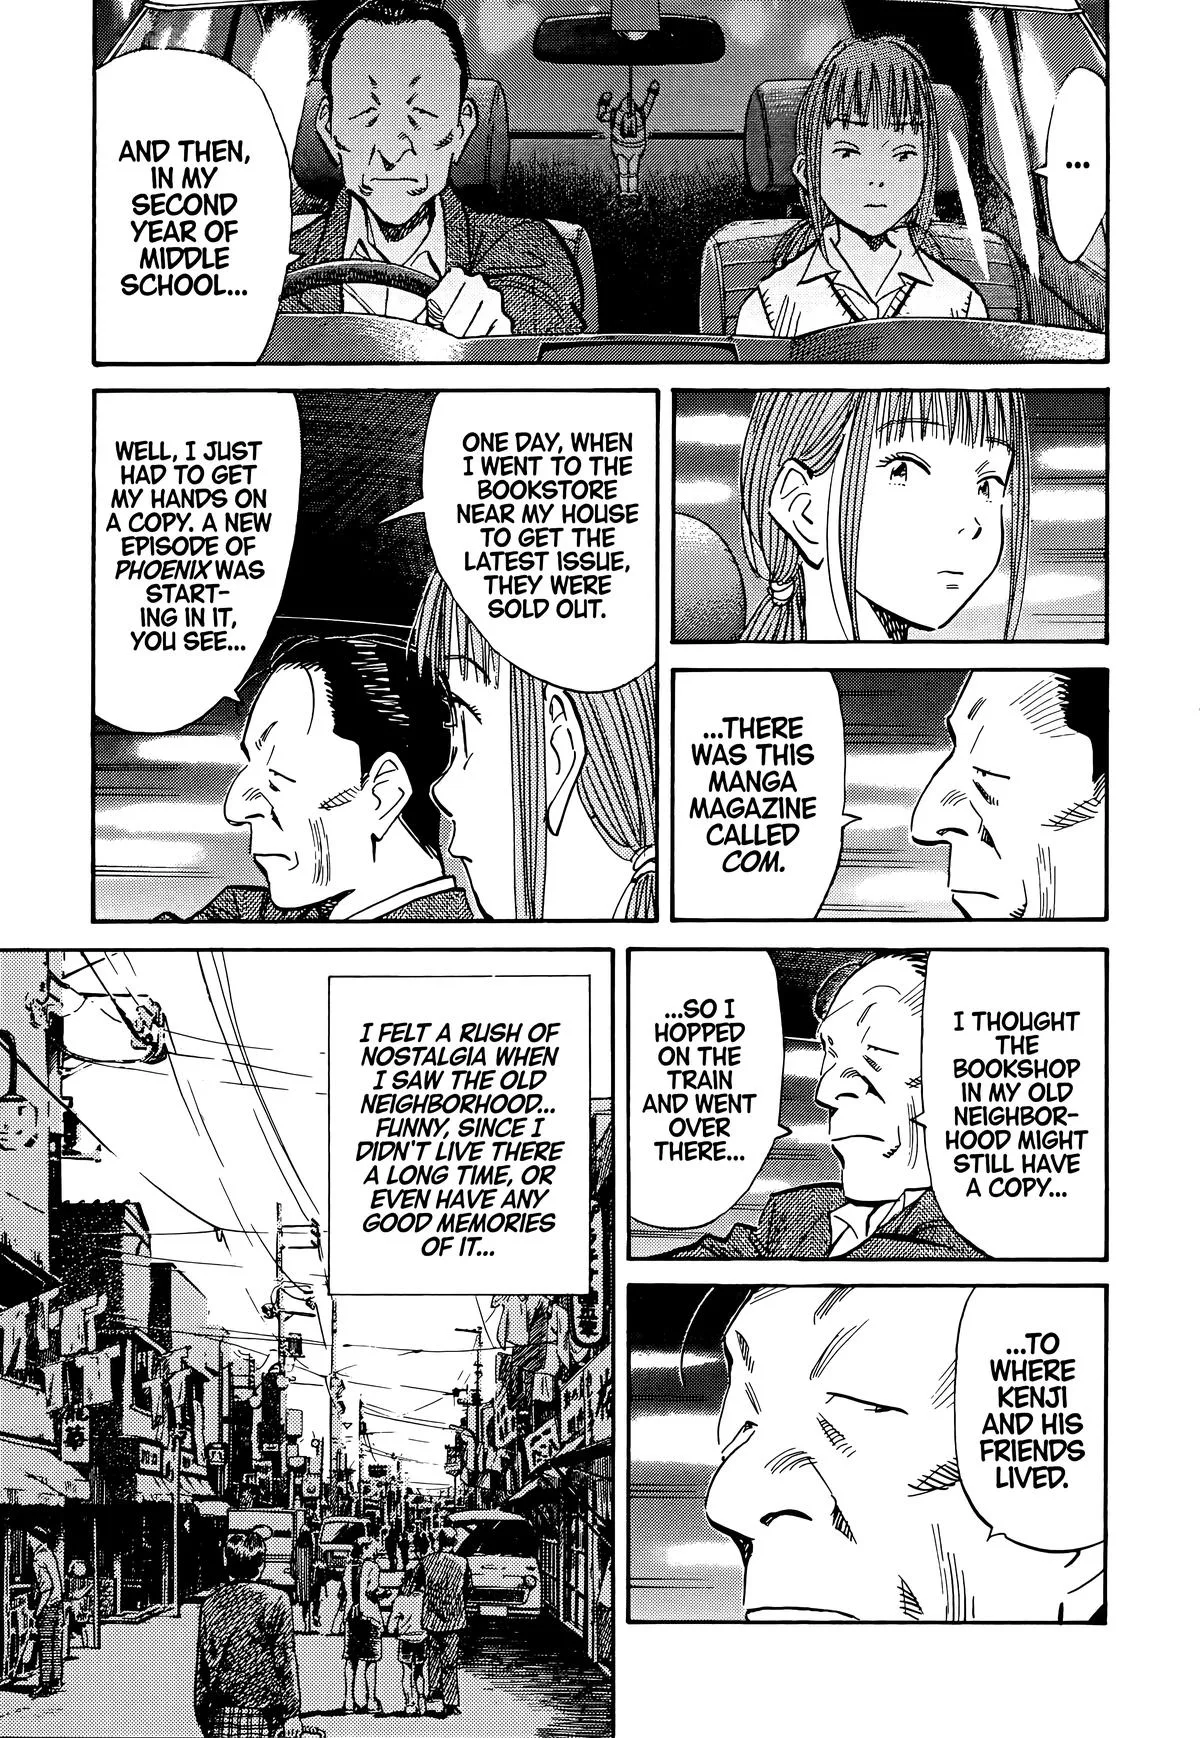 ...
AND THEN,
IN MY
SECOND
YEAR OF
MIDDLE
SCHOOL...
...THERE
WAS THIS
MANGA
MAGAZINE
CALLED
COM.
ONE DAY, WHEN
I WENT TO THE
BOOKSTORE
NEAR MY HOUSE
TO GET THE
LATEST ISSUE,
THEY WERE
SOLD OUT.
WELL, I JUST
HAD TO GET
MY HANDS ON
A COPY. A NEW
EPISODE OF
PHOENIX WAS
START-
ING IN IT,
YOU SEE...
I THOUGHT
THE
BOOKSHOP
IN MY OLD
NEIGHBOR-
HOOD MIGHT
STILL HAVE
A COPY...
...SO I
HOPPED
ON THE
TRAIN
AND WENT
OVER
THERE...
...TO
WHERE
KENJI
AND HIS
FRIENDS
LIVED.
I FELT A RUSH OF
NOSTALGIA WHEN
I SAW THE OLD
NEIGHBORHOOD...
FUNNY, SINCE I
DIDN'T LIVE THERE
A LONG TIME, OR
EVEN HAVE ANY
GOOD MEMORIES
OF IT...